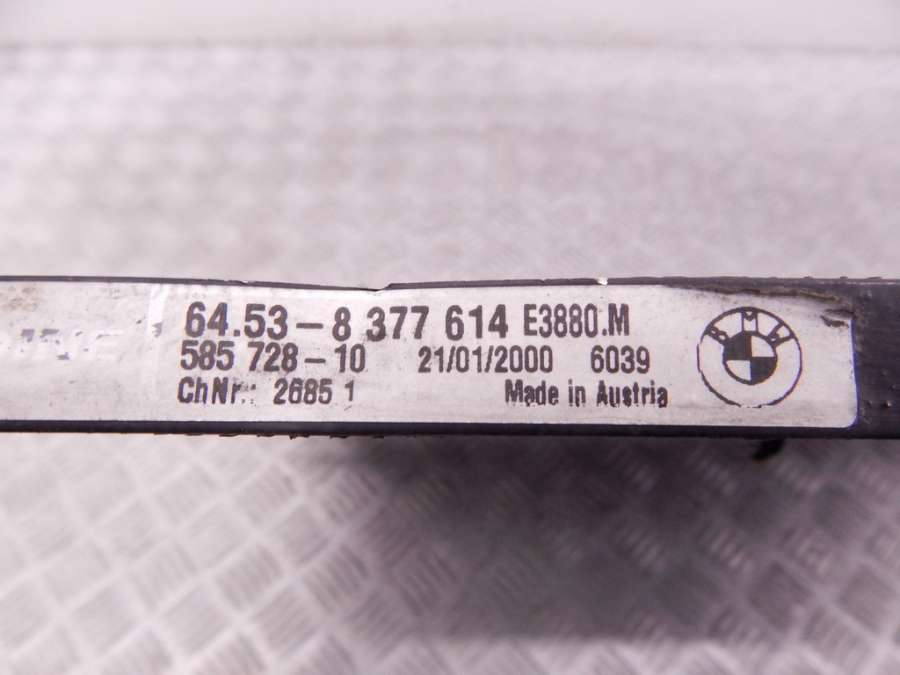 64.53-8 377 614 E3880.M
585 728-10 21/01/2000 6039
ChNr.: 2685 1 Made in Austria
BMW